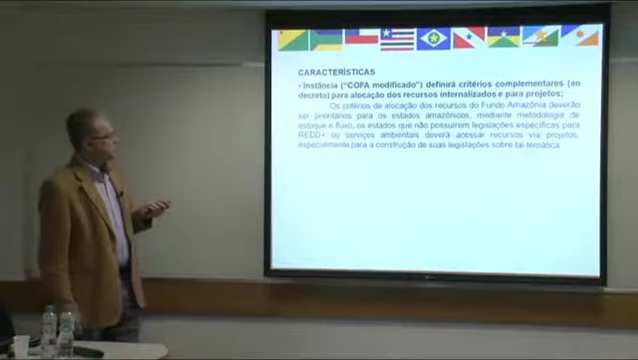 CARACTERÍSTICAS
• Instância ("COFA modificado") definirá critérios complementares (ao
decreto) para alocação dos recursos internalizados e para projetos;
Os critérios de alocação dos recursos do Fundo Amazônia deverão
ser prioritários para os estados amazônicos, mediante metodologia de
estoque e fluxo, os estados que não possuírem legislações específicas para
REDD+ ou serviços ambientais deverá acessar recursos via projetos,
especialmente para a construção de suas legislações sobre tal temática.